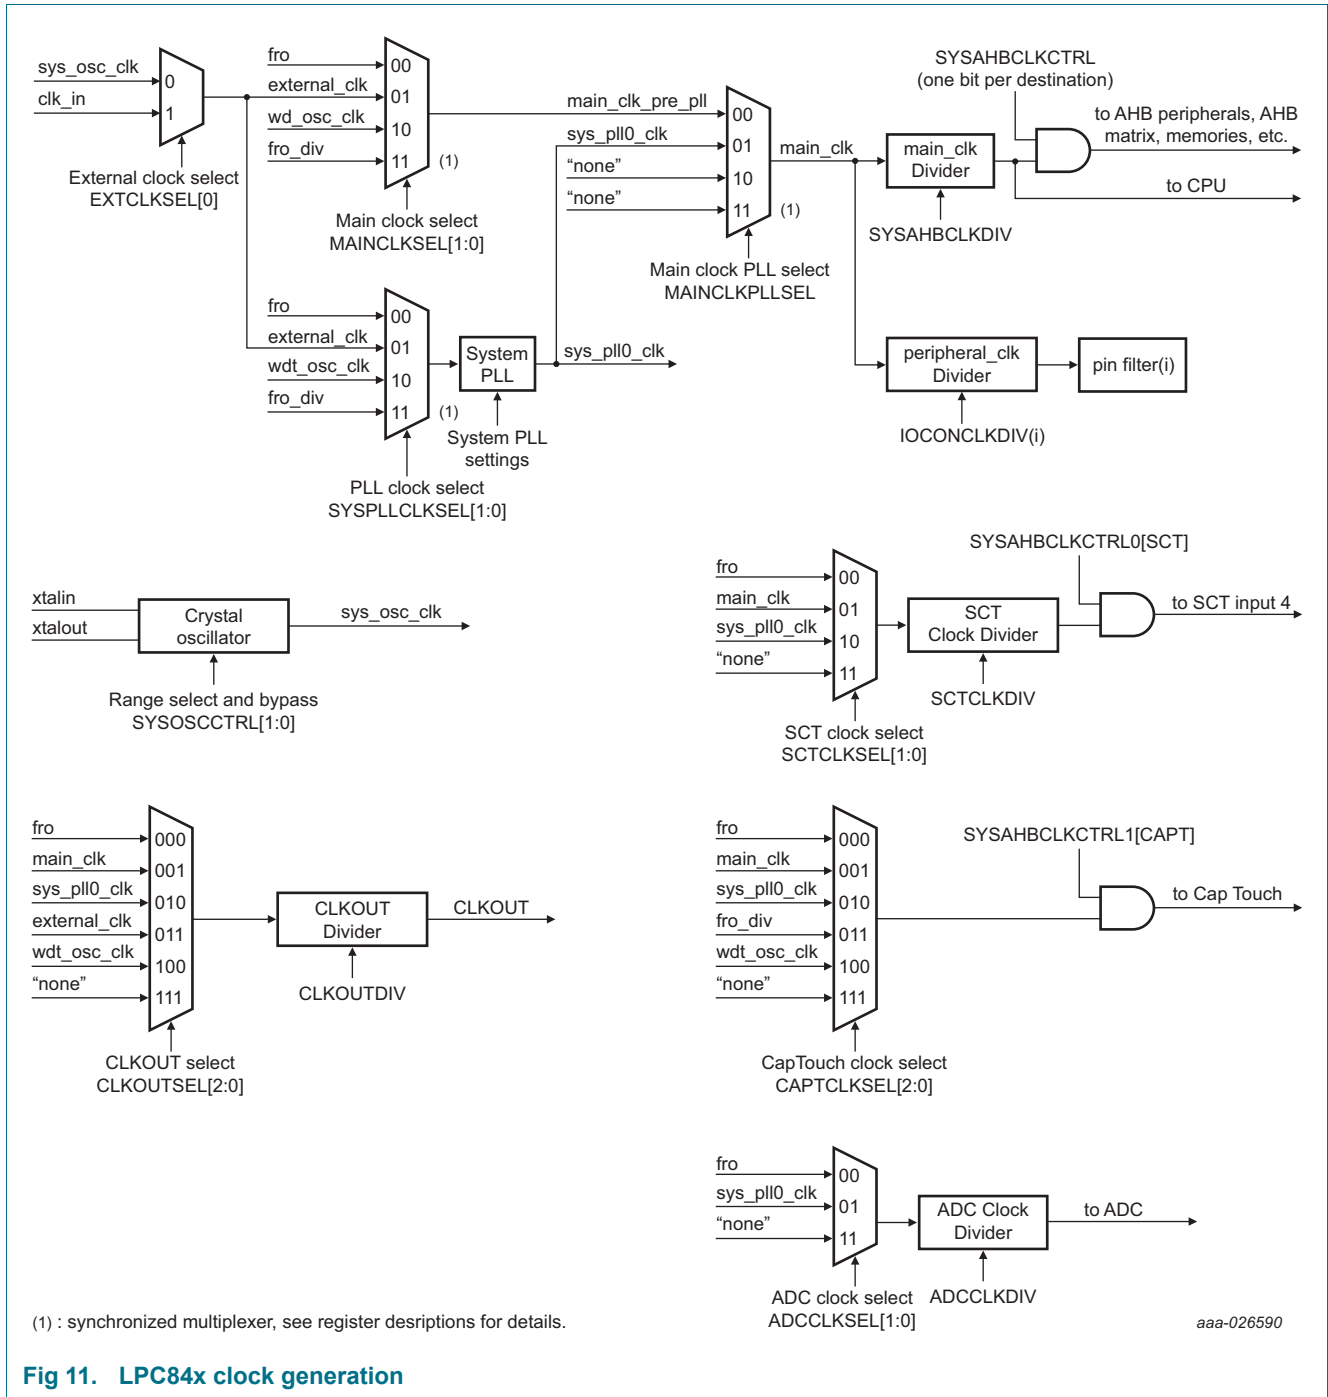 sys_osc_clk
clk_in
0
1
External clock select
EXTCLKSEL[0]
fro
external_clk
wd_osc_clk
fro_div
00
01
10
11
(1)
Main clock select
MAINCLKSEL[1:0]
main_clk_pre_pll
sys_pll0_clk
“none”
“none”
00
01
10
11
(1)
Main clock PLL select
MAINCLKPLLSEL
main_clk
main_clk
Divider
SYSAHBCLKDIV
SYSAHBCLKCTRL
(one bit per destination)
to AHB peripherals, AHB
matrix, memories, etc.
to CPU
fro
external_clk
wdt_osc_clk
fro_div
00
01
10
11
(1)
PLL clock select
SYSPLLCLKSEL[1:0]
System
PLL
System PLL
settings
sys_pll0_clk
peripheral_clk
Divider
IOCONCLKDIV(i)
pin filter(i)
xtalin
xtalout
Crystal
oscillator
sys_osc_clk
Range select and bypass
SYSOSCCTRL[1:0]
fro
main_clk
sys_pll0_clk
“none”
00
01
10
11
SCT clock select
SCTCLKSEL[1:0]
SCT
Clock Divider
SCTCLKDIV
SYSAHBCLKCTRL0[SCT]
to SCT input 4
fro
main_clk
sys_pll0_clk
external_clk
wdt_osc_clk
“none”
000
001
010
011
100
111
CLKOUT select
CLKOUTSEL[2:0]
CLKOUT
Divider
CLKOUTDIV
CLKOUT
fro
main_clk
sys_pll0_clk
fro_div
wdt_osc_clk
“none”
000
001
010
011
100
111
CapTouch clock select
CAPTCLKSEL[2:0]
SYSAHBCLKCTRL1[CAPT]
to Cap Touch
fro
sys_pll0_clk
“none”
00
01
11
ADC clock select
ADCCLKSEL[1:0]
ADC Clock
Divider
ADCCLKDIV
to ADC
(1) : synchronized multiplexer, see register desriptions for details.
aaa-026590
Fig 11. LPC84x clock generation